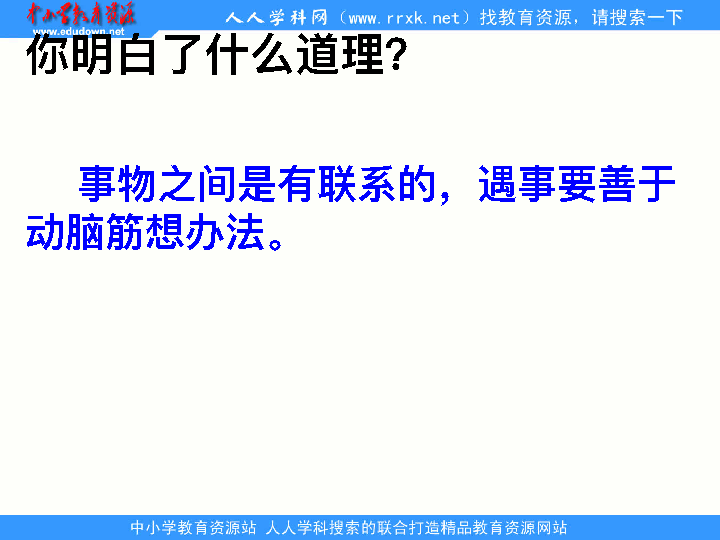 中小学教育资源
www.edudown.net
人人学科网（www.rrxk.net）找教育资源，请搜索一下
你明白了什么道理？
事物之间是有联系的，遇事要善于
动脑筋想办法。
中小学教育资源站 人人学科搜索的联合打造精品教育资源网站